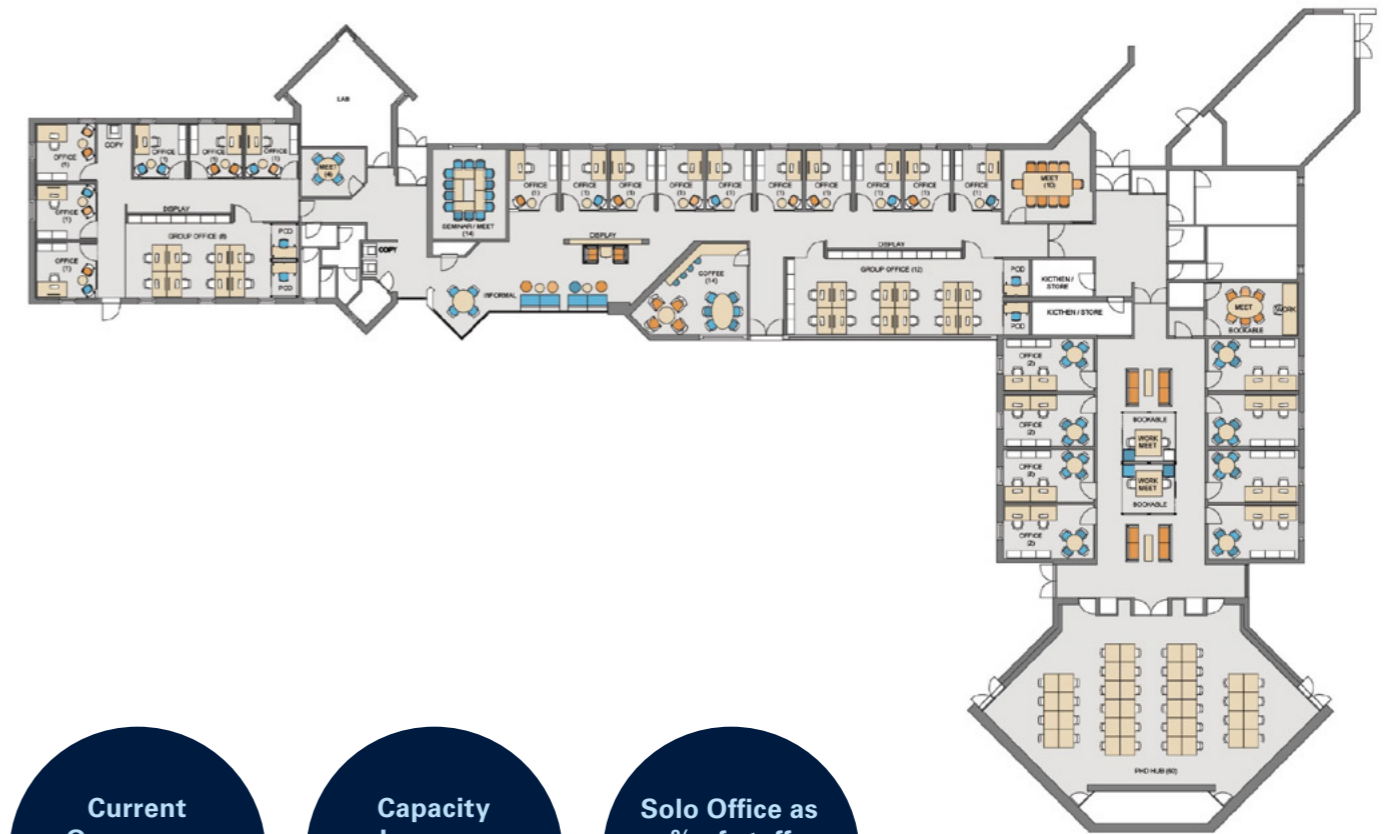 LAB
COPY
OFFICE
(1)
OFFICE
(1)
OFFICE
(1)
OFFICE
(1)
MEET
(4)
OFFICE
(1)
OFFICE
(1)
DISPLAY
GROUP OFFICE (8)
POD
POD
COPY
SEMINAR / MEET
(14)
OFFICE
(1)
OFFICE
(1)
OFFICE
(1)
OFFICE
(1)
OFFICE
(1)
OFFICE
(1)
OFFICE
(1)
OFFICE
(1)
OFFICE
(1)
OFFICE
(1)
MEET
(10)
DISPLAY
INFORMAL
COFFEE
(14)
DISPLAY
GROUP OFFICE (12)
POD
POD
KICTHEN /
STORE
KICTHEN / STORE
MEET
WORK
BOOKABLE
OFFICE
(2)
OFFICE
(2)
OFFICE
(2)
OFFICE
(2)
BOOKABLE
WORK
MEET
WORK
MEET
BOOKABLE
PHD HUB (60)
Current
Capacity
Solo Office as